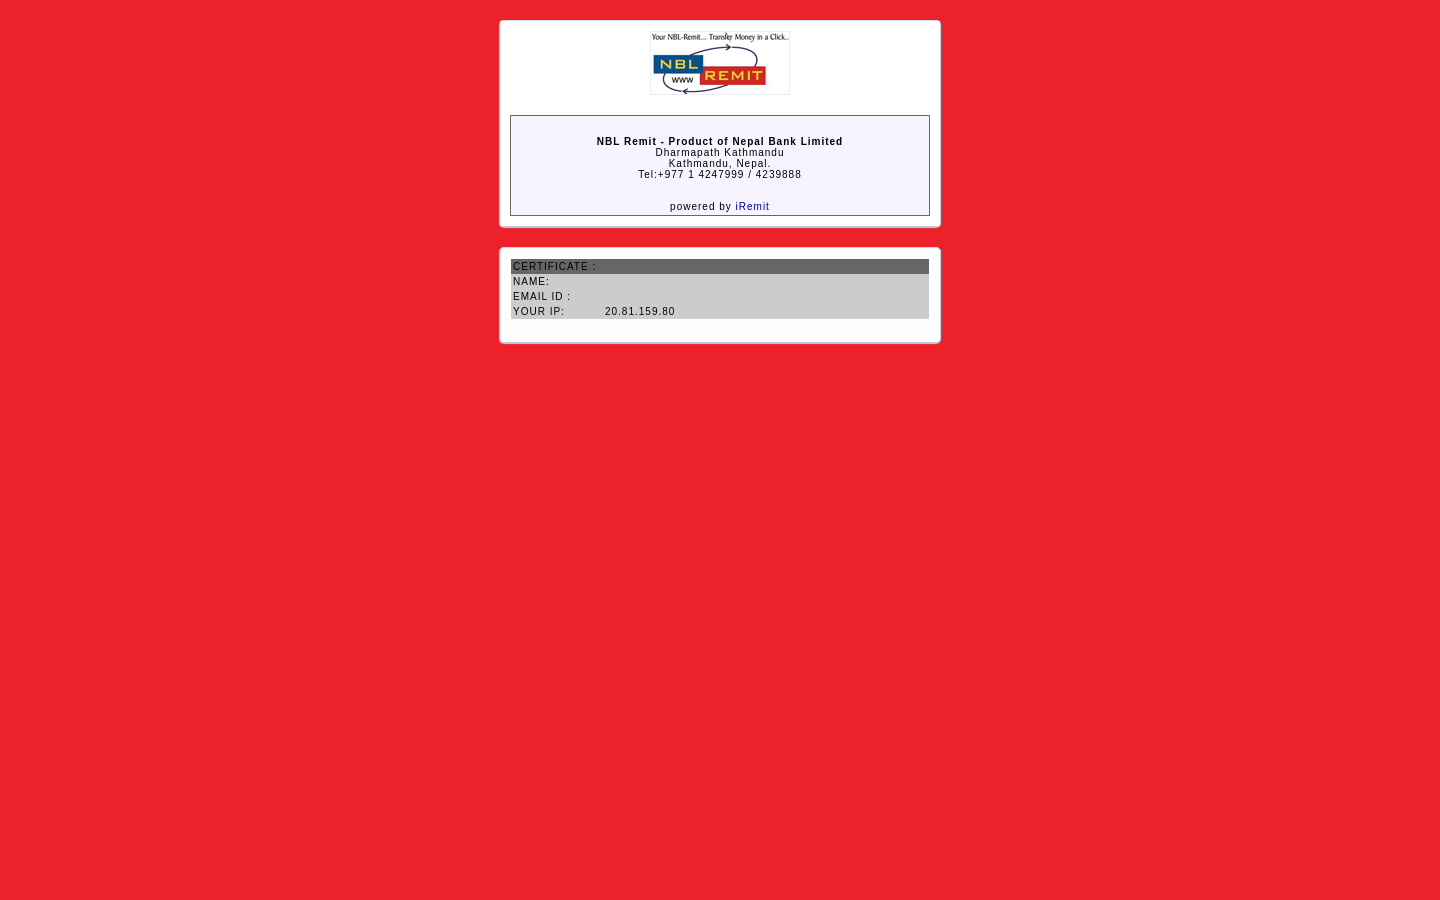 Your NBL-Remit... Transfer Money in a Click..
NBL
www REMIT
NBL Remit - Product of Nepal Bank Limited
Dharmapath Kathmandu
Kathmandu, Nepal.
Tel:+977 1 4247999 / 4239888
powered by iRemit
CERTIFICATE :
NAME:
EMAIL ID :
YOUR IP: 20.81.159.80